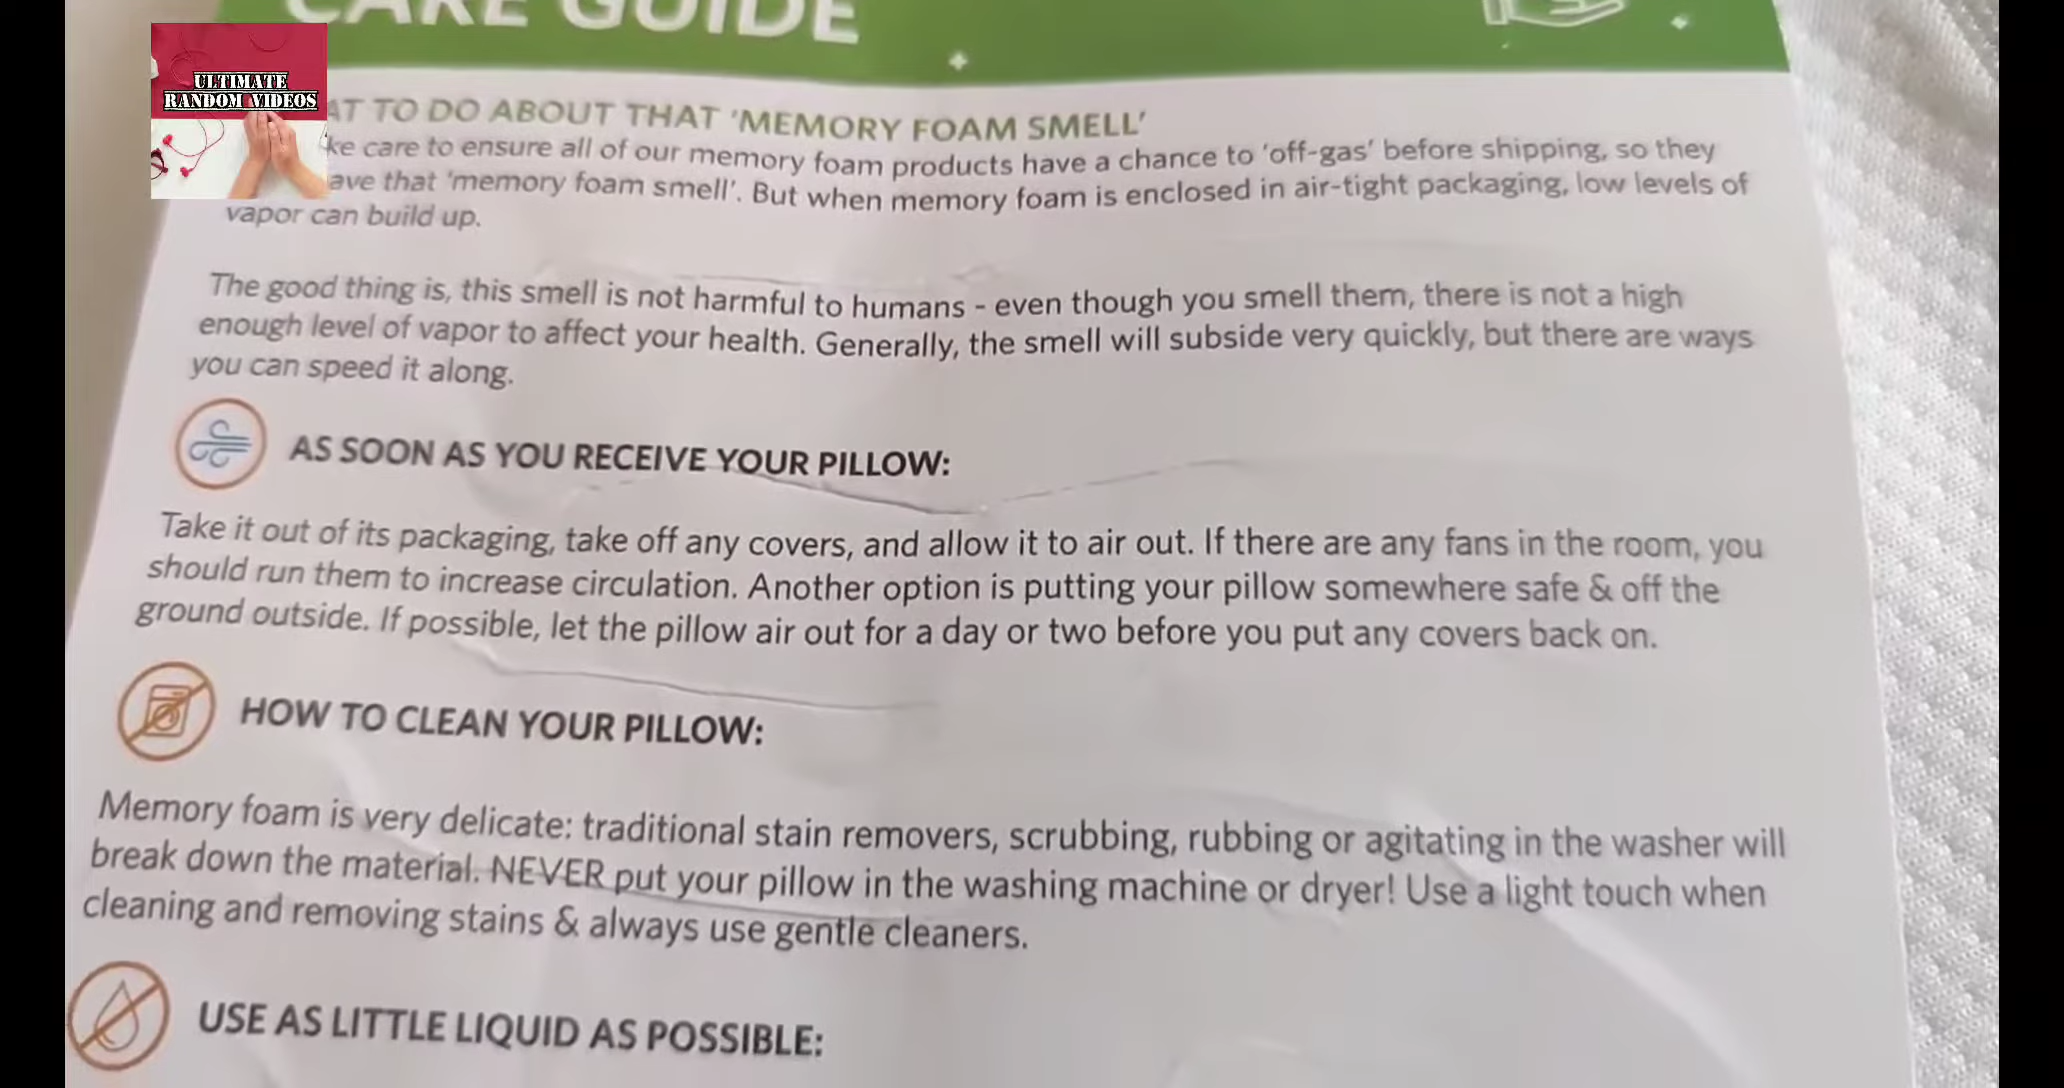 CARE GUIDE
ULTIMATE
RANDOM VIDEOS
AT TO DO ABOUT THAT 'MEMORY FOAM SMELL'
ke care to ensure all of our memory foam products have a chance to 'off-gas' before shipping, so they
ave that 'memory foam smell'. But when memory foam is enclosed in air-tight packaging, low levels of
vapor can build up.
The good thing is, this smell is not harmful to humans - even though you smell them, there is not a high
enough level of vapor to affect your health. Generally, the smell will subside very quickly, but there are ways
you can speed it along.
AS SOON AS YOU RECEIVE YOUR PILLOW:
Take it out of its packaging, take off any covers, and allow it to air out. If there are any fans in the room, you
should run them to increase circulation. Another option is putting your pillow somewhere safe & off the
ground outside. If possible, let the pillow air out for a day or two before you put any covers back on.
HOW TO CLEAN YOUR PILLOW:
Memory foam is very delicate: traditional stain removers, scrubbing, rubbing or agitating in the washer will
break down the material. NEVER put your pillow in the washing machine or dryer! Use a light touch when
cleaning and removing stains & always use gentle cleaners.
USE AS LITTLE LIQUID AS POSSIBLE: